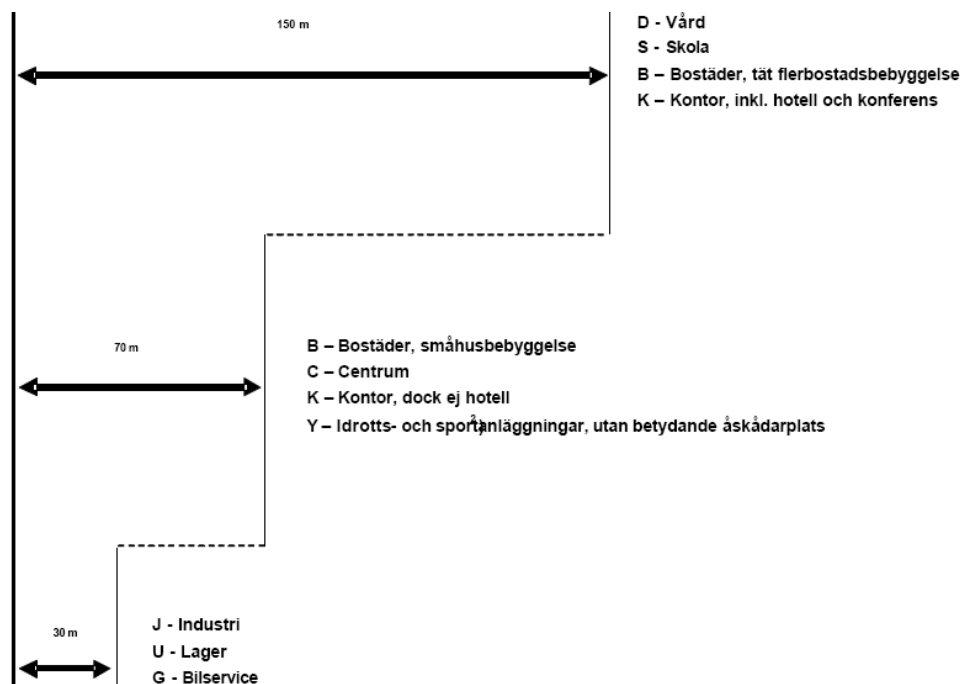 150 m
D - Vård
S - Skola
B – Bostäder, tät flerbostadsbebyggelse
K – Kontor, inkl. hotell och konferens
70 m
B – Bostäder, småhusbebyggelse
C – Centrum
K – Kontor, dock ej hotell
Y – Idrotts- och sportanläggningar, utan betydande åskådarplats 2)
30 m
J - Industri
U - Lager
G - Bilservice